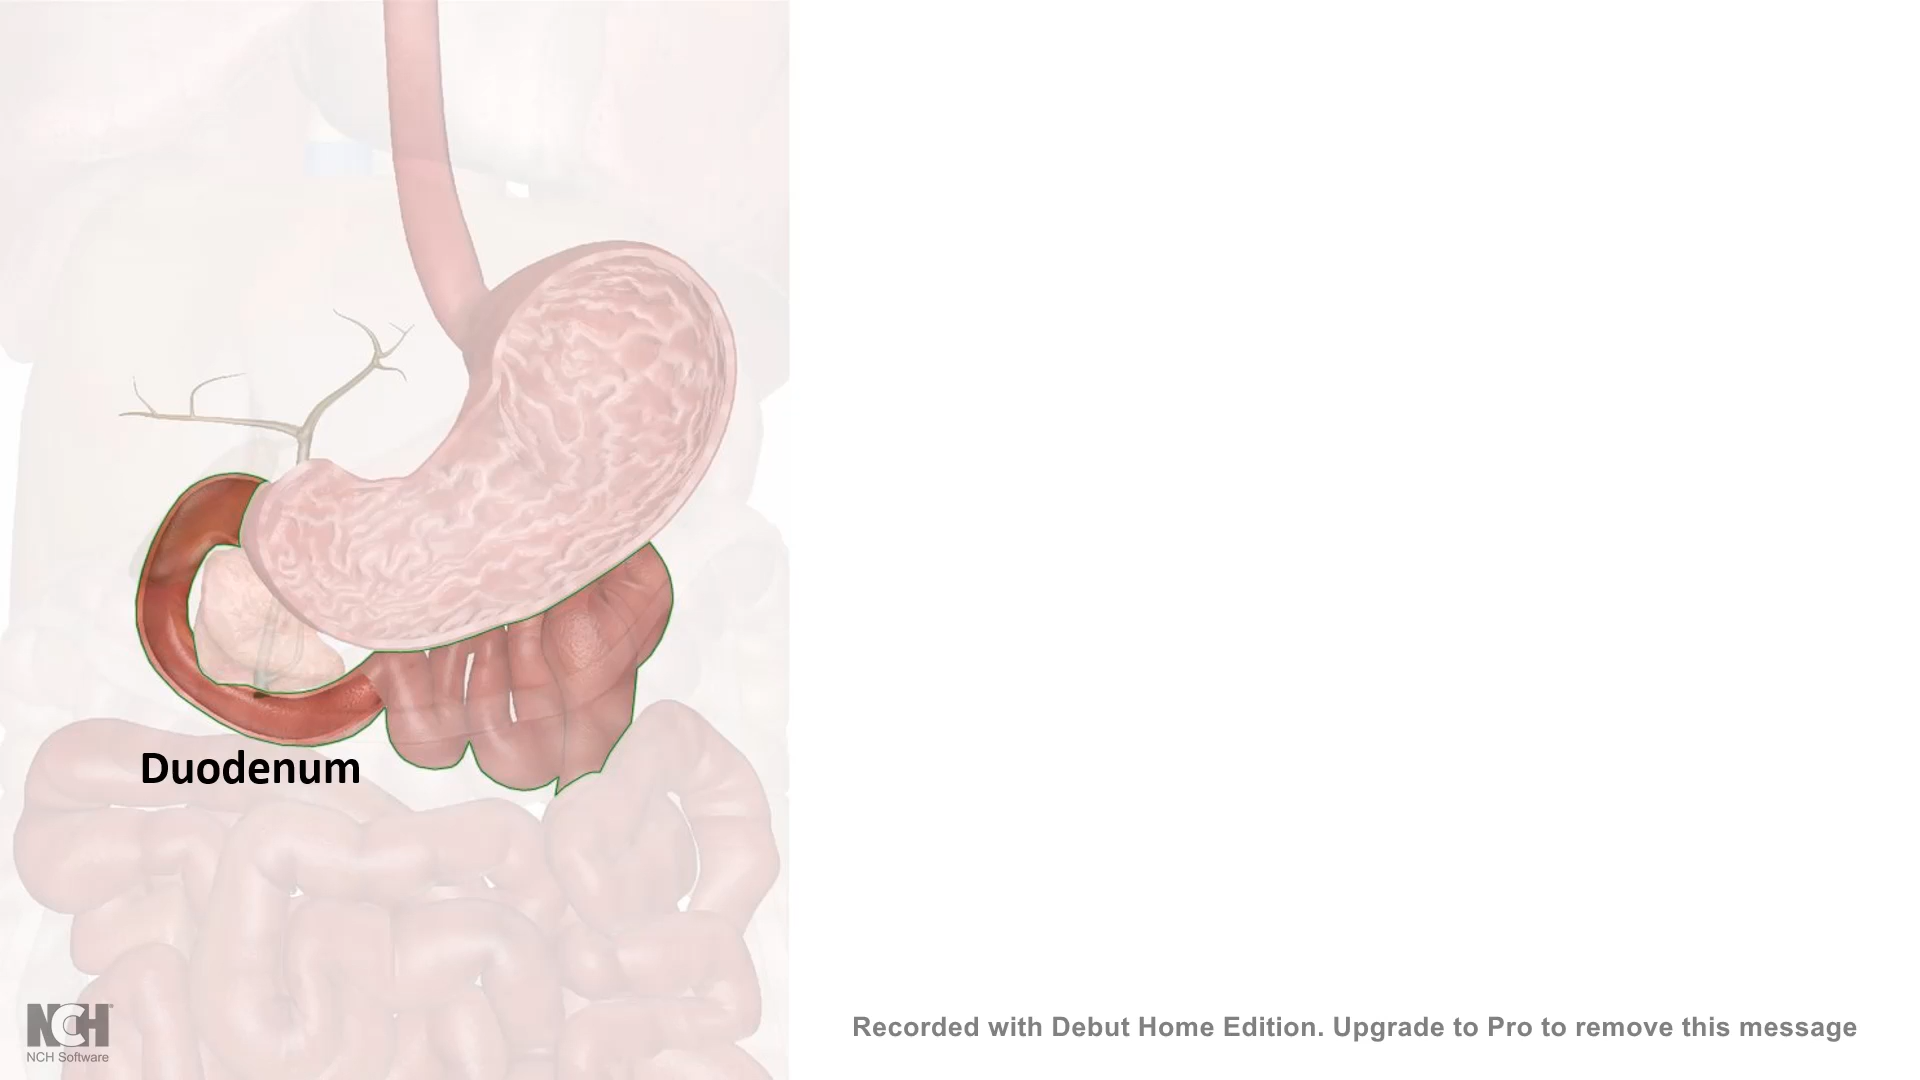 Duodenum
NCH
NCH Software
Recorded with Debut Home Edition. Upgrade to Pro to remove this message